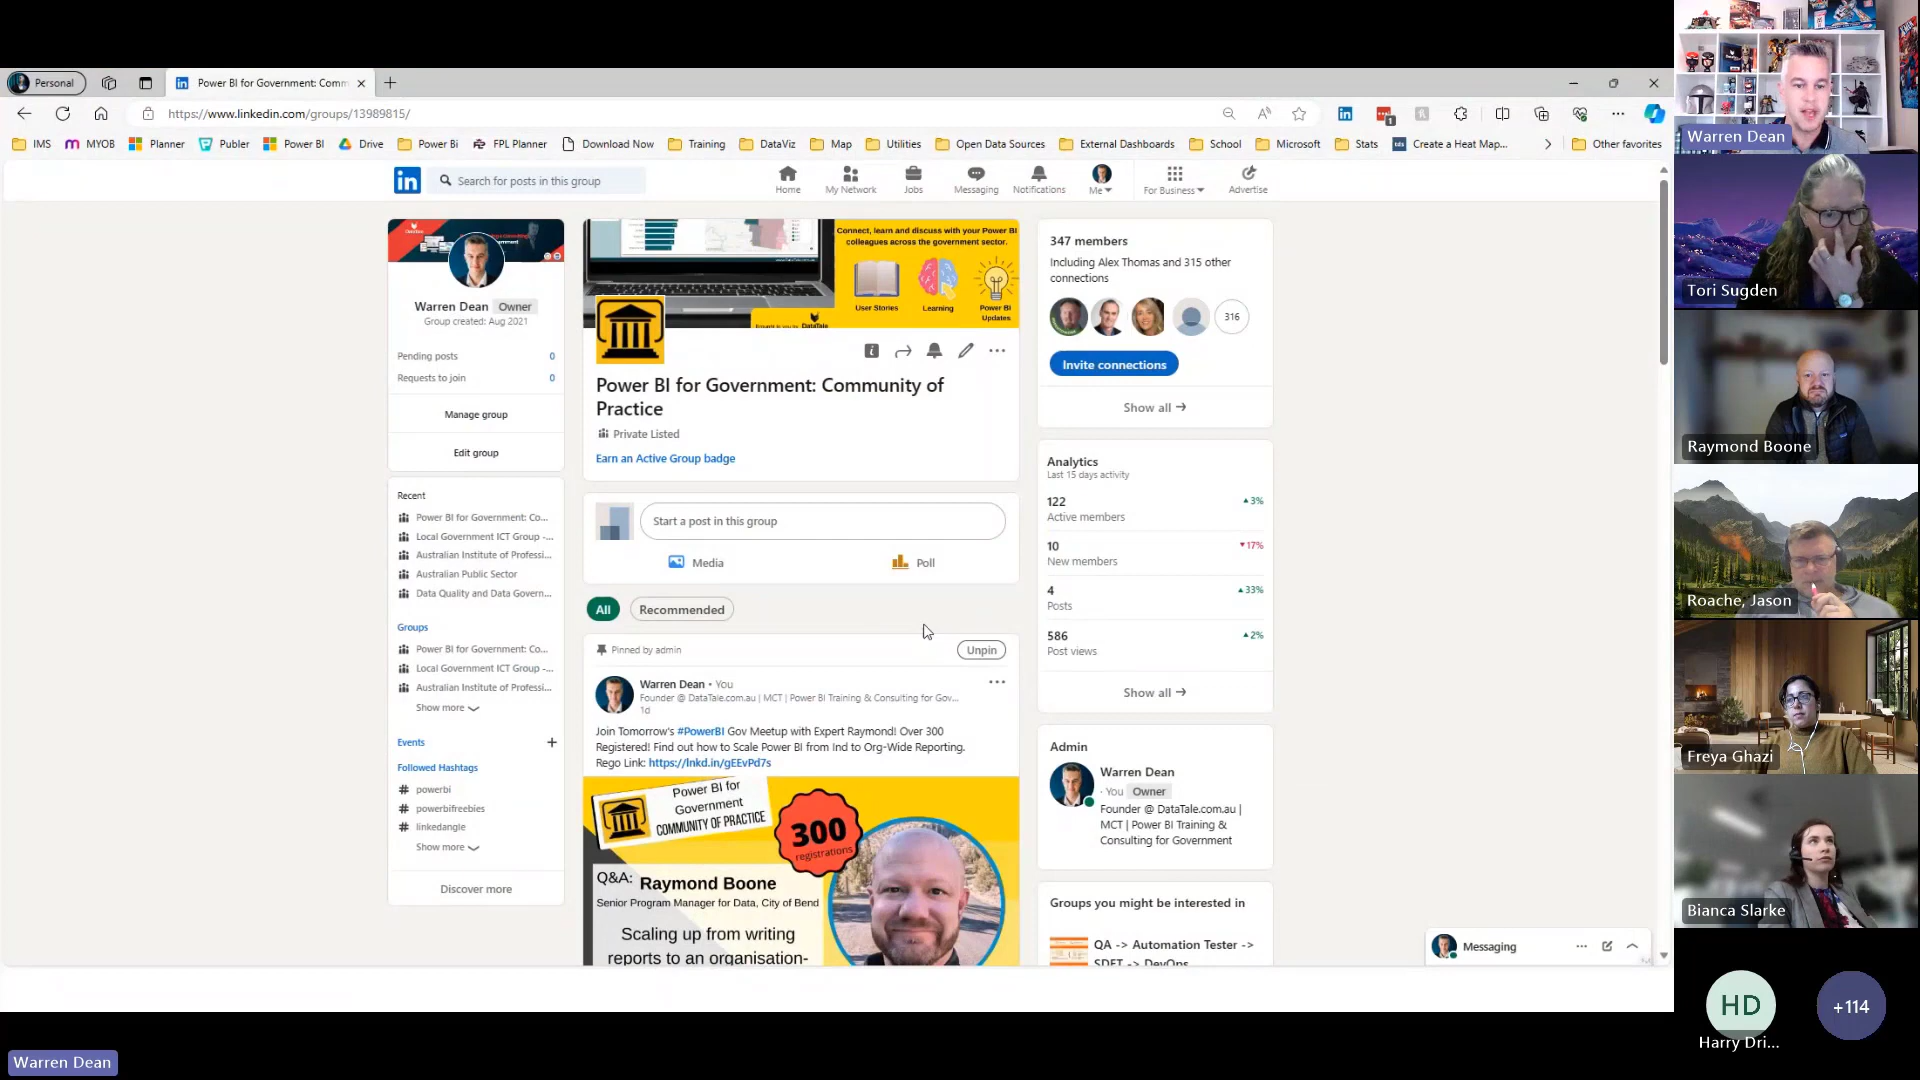 Personal
Power BI for Government: Comm
https://www.linkedin.com/groups/13989815/
IMS
MYOB
Planner
Publer
Power BI
Drive
Power Bi
FPL Planner
Download Now
Training
DataViz
Map
Utilities
Open Data Sources
External Dashboards
School
Microsoft
Stats
Create a Heat Map...
Other favorites
in
Search for posts in this group
Home
My Network
Jobs
Messaging
Notifications
Me
For Business
Advertise
Warren Dean Owner
Group created: Aug 2021
Pending posts 0
Requests to join 0
Manage group
Edit group
Recent
Power BI for Government: Co...
Local Government ICT Group -...
Australian Institute of Professi...
Australian Public Sector
Data Quality and Data Govern...
Groups
Power BI for Government: Co...
Local Government ICT Group -...
Australian Institute of Professi...
Show more
Events
Followed Hashtags
# powerbi
# powerbifreebies
# linkedangle
Show more
Discover more
Connect, learn and discuss with your Power BI
colleagues across the government sector.
User Stories
Learning
Power BI
Updates
Brought to you by DataTale
Power BI for Government: Community of
Practice
Private Listed
Earn an Active Group badge
Start a post in this group
Media
Poll
All
Recommended
Pinned by admin
Unpin
Warren Dean • You
Founder @ DataTale.com.au | MCT | Power BI Training & Consulting for Gov...
1d
Join Tomorrow's #PowerBI Gov Meetup with Expert Raymond! Over 300
Registered! Find out how to Scale Power BI from Ind to Org-Wide Reporting.
Rego Link: https://lnkd.in/gEEvPd7s
Power BI for
Government
COMMUNITY OF PRACTICE
300
registrations
Q&A: Raymond Boone
Senior Program Manager for Data, City of Bend
Scaling up from writing
reports to an organisation-
347 members
Including Alex Thomas and 315 other
connections
316
Invite connections
Show all →
Analytics
Last 15 days activity
122 ▲3%
Active members
10 ▼17%
New members
4 ▲33%
Posts
586 ▲2%
Post views
Show all →
Admin
Warren Dean
· You Owner
Founder @ DataTale.com.au |
MCT | Power BI Training &
Consulting for Government
Groups you might be interested in
QA -> Automation Tester ->
SDET -> DevOps
Messaging
Warren Dean
Tori Sugden
Raymond Boone
Roache, Jason
Freya Ghazi
Bianca Slarke
HD
Harry Dri...
+114
Warren Dean